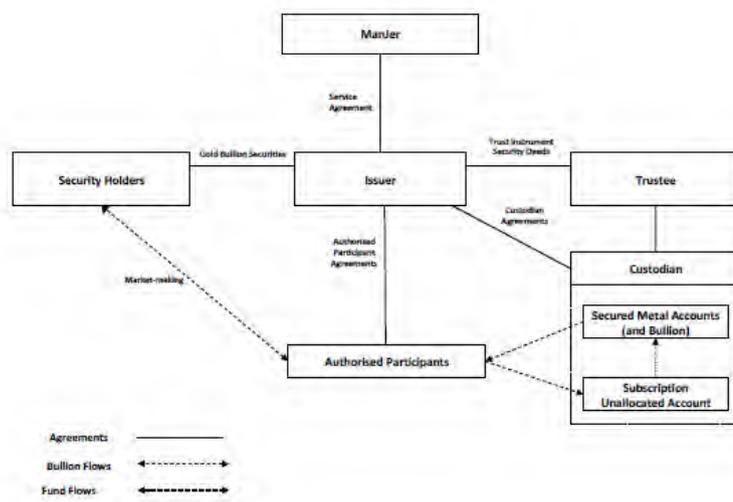 ManJer
Service
Agreement
Gold Bullion Securities
Trust Instrument
Security Deeds
Security Holders
Issuer
Trustee
Custodian
Agreements
Authorised
Participant
Agreements
Custodian
Market-making
Secured Metal Accounts
(and Bullion)
Authorised Participants
Subscription
Unallocated Account
Agreements
Bullion Flows
Fund Flows